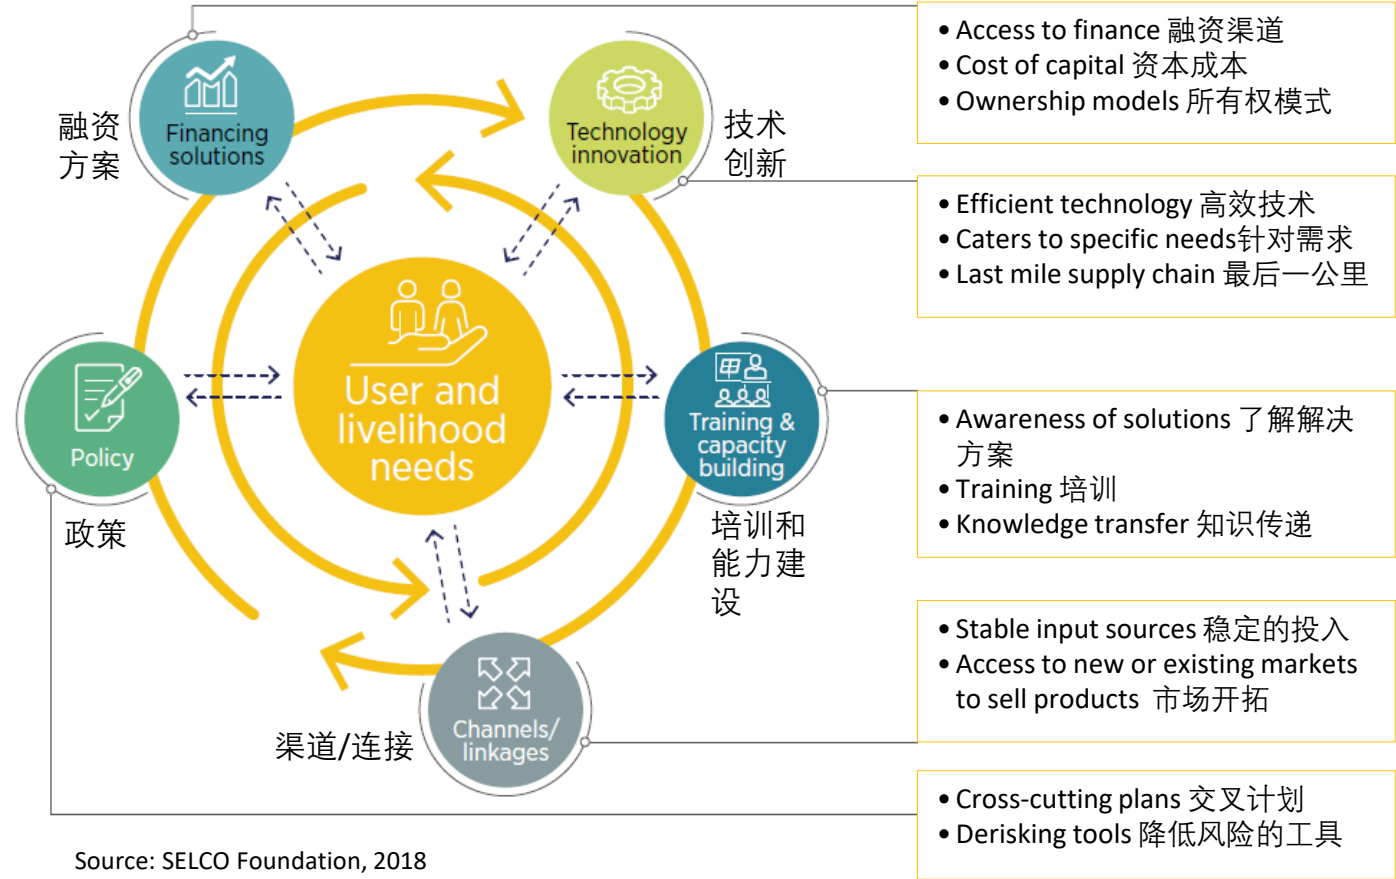 融资
方案
Financing
solutions
Technology
innovation
技术
创新
• Access to finance 融资渠道
• Cost of capital 资本成本
• Ownership models 所有权模式
• Efficient technology 高效技术
• Caters to specific needs针对需求
• Last mile supply chain 最后一公里
User and
livelihood
needs
Policy
政策
Training &
capacity
building
培训和
能力建
设
• Awareness of solutions 了解解决
方案
• Training 培训
• Knowledge transfer 知识传递
Channels/
linkages
渠道/连接
• Stable input sources 稳定的投入
• Access to new or existing markets
to sell products 市场开拓
• Cross-cutting plans 交叉计划
• Derisking tools 降低风险的工具
Source: SELCO Foundation, 2018